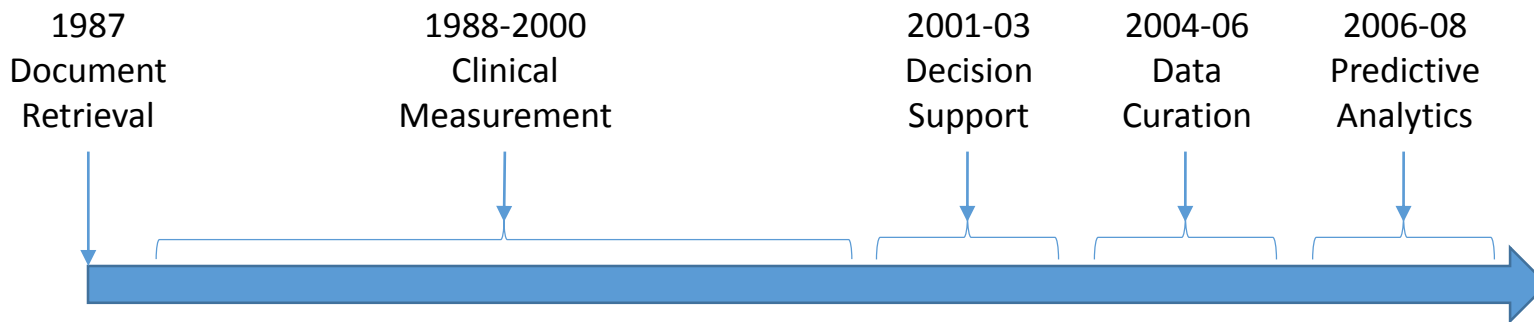 1987
Document
Retrieval
1988-2000
Clinical
Measurement
2001-03
Decision
Support
2004-06
Data
Curation
2006-08
Predictive
Analytics